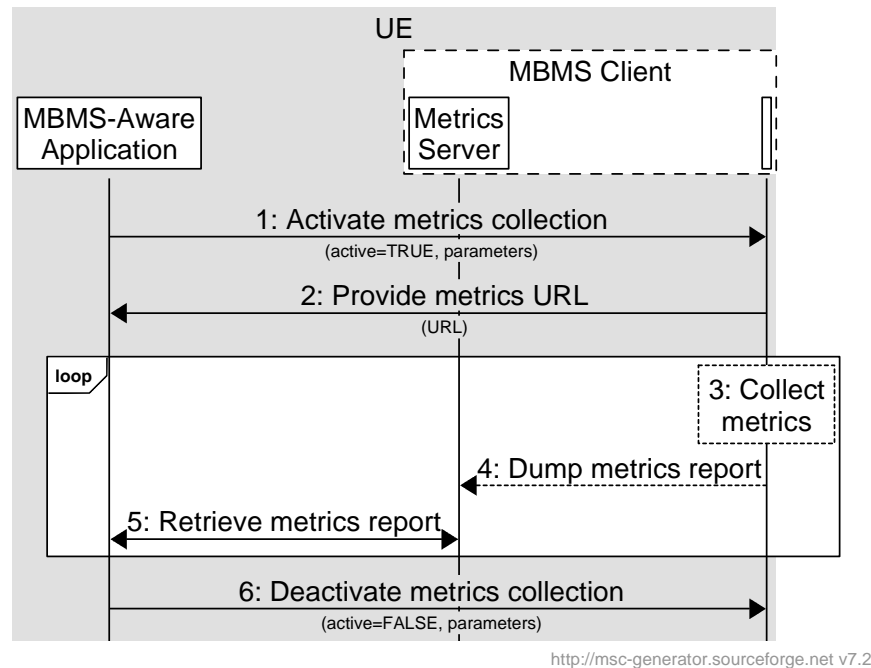 UE
MBMS Client
MBMS-Aware
Application
Metrics
Server
1: Activate metrics collection
(active=TRUE, parameters)
2: Provide metrics URL
(URL)
loop
3: Collect
metrics
4: Dump metrics report
5: Retrieve metrics report
6: Deactivate metrics collection
(active=FALSE, parameters)
http://msc-generator.sourceforge.net v7.2